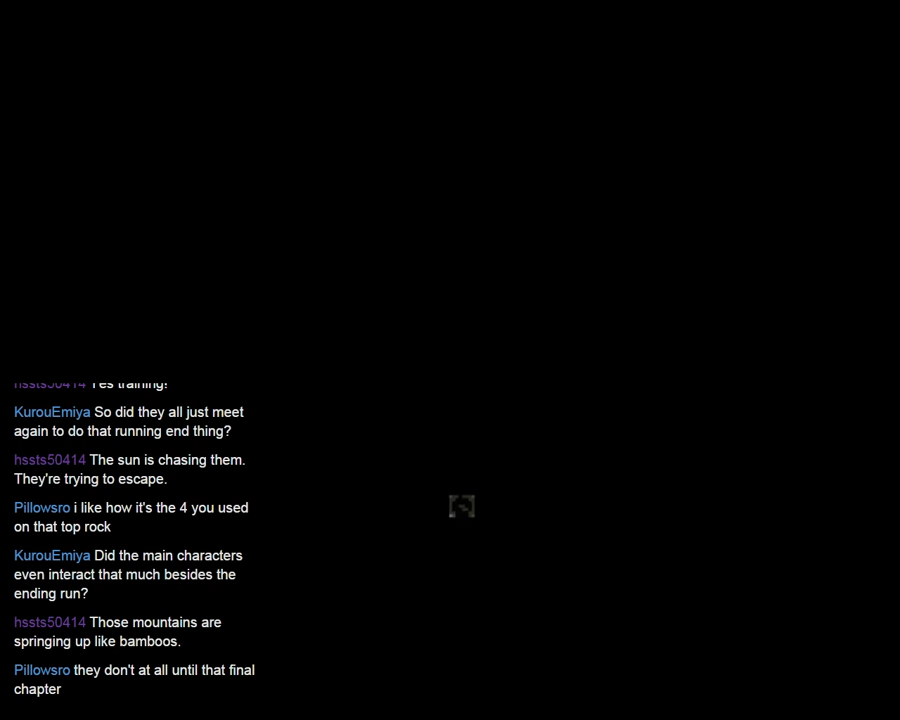 hssts50414 Yes training!
KurouEmiya So did they all just meet
again to do that running end thing?
hssts50414 The sun is chasing them.
They're trying to escape.
Pillowsro i like how it's the 4 you used
on that top rock
KurouEmiya Did the main characters
even interact that much besides the
ending run?
hssts50414 Those mountains are
springing up like bamboos.
Pillowsro they don't at all until that final
chapter